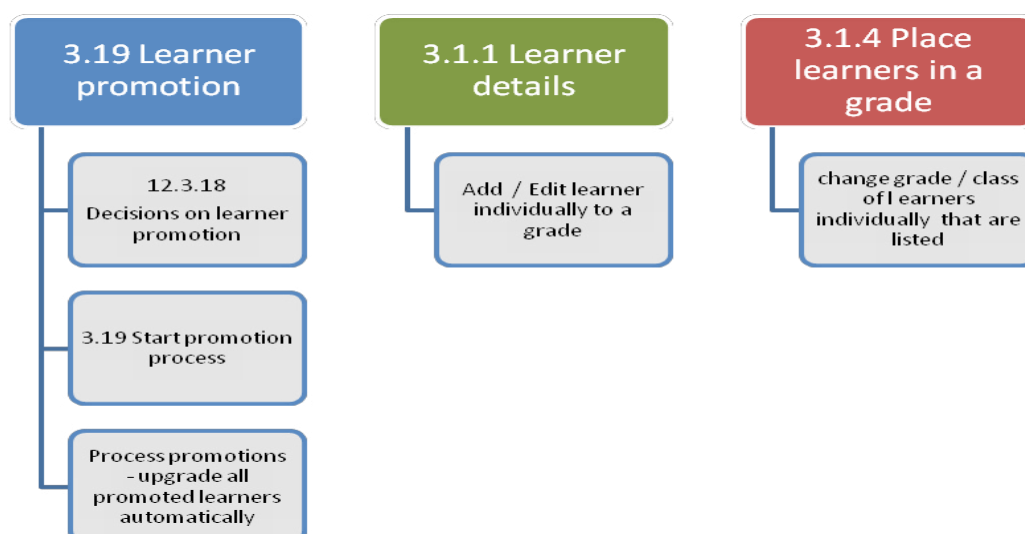 3.19 Learner
promotion
12.3.18
Decisions on learner
promotion
3.19 Start promotion
process
Process promotions
- upgrade all
promoted learners
automatically
3.1.1 Learner
details
Add / Edit learner
individually to a
grade
3.1.4 Place
learners in a
grade
change grade / class
of l earners
individually that are
listed